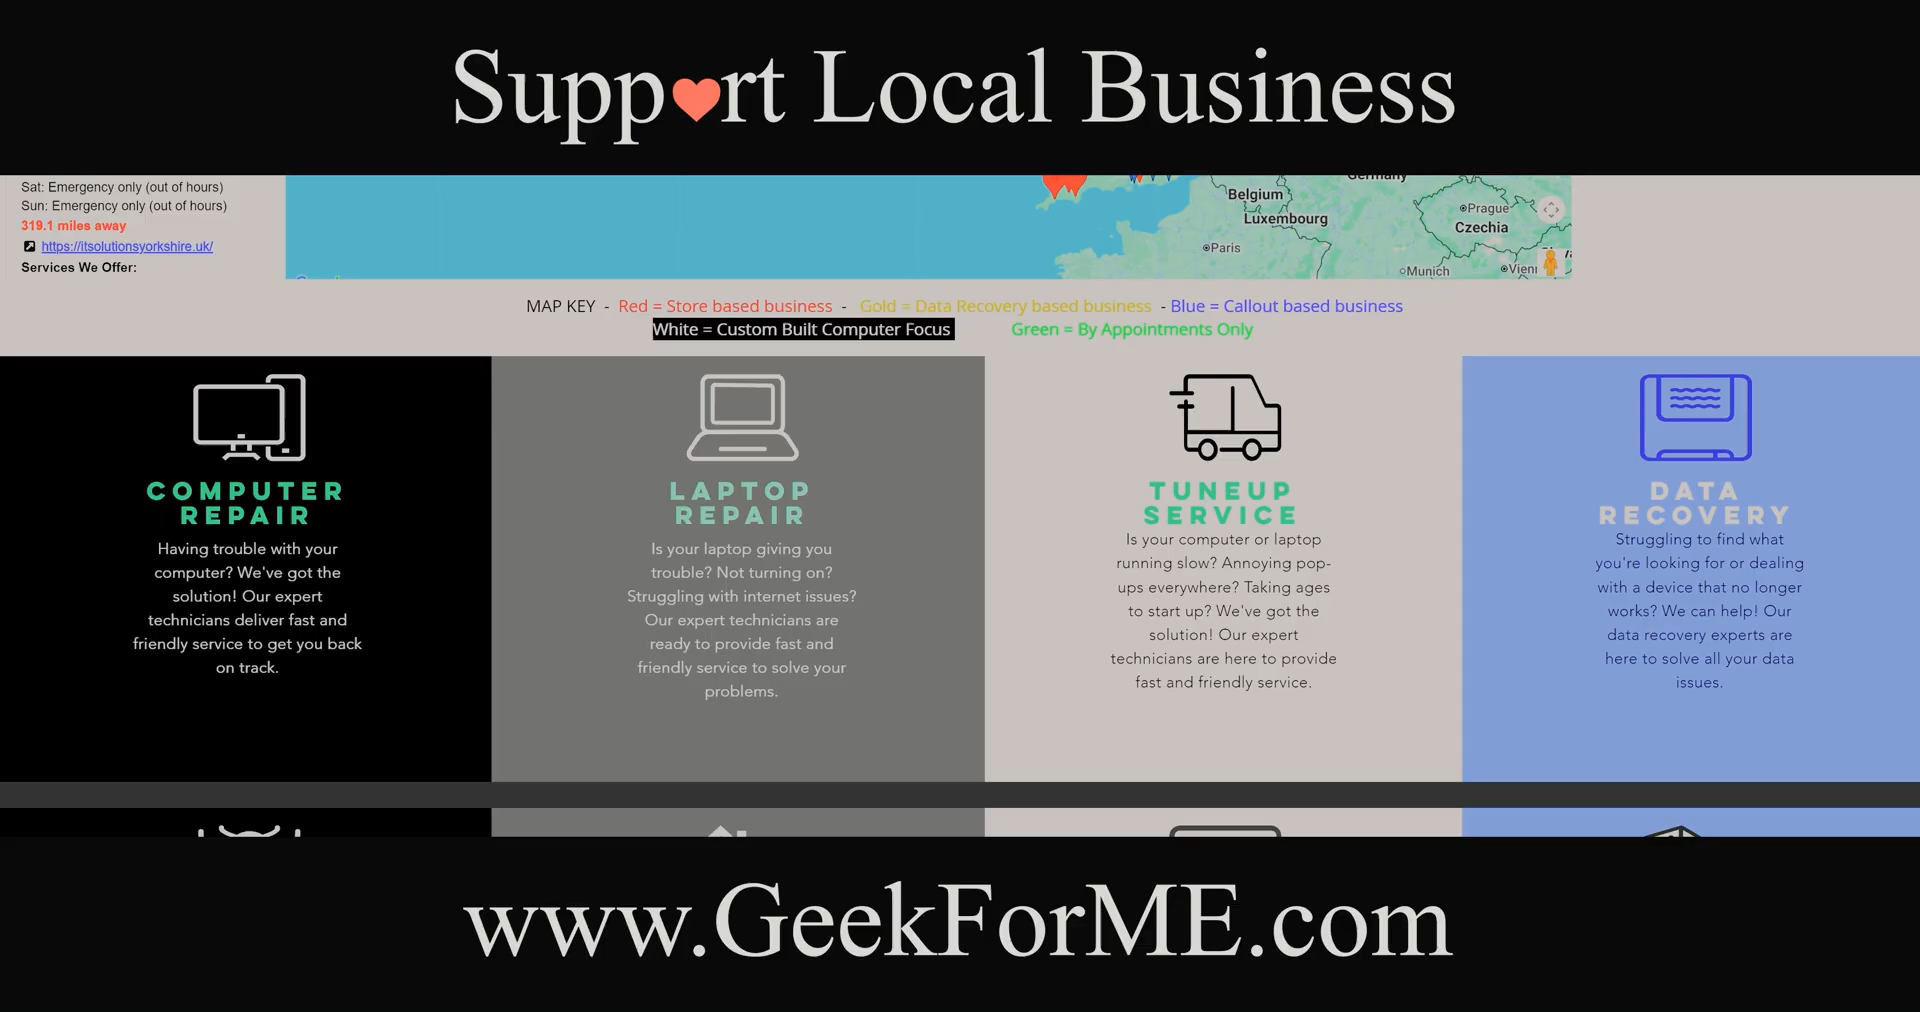 Supp❤rt Local Business
Sat: Emergency only (out of hours)
Sun: Emergency only (out of hours)
319.1 miles away
https://itsolutionsyorkshire.uk/
Services We Offer:
Germany
Belgium
Luxembourg
Prague
Czechia
Paris
Munich
MAP KEY - Red = Store based business - Gold = Data Recovery based business - Blue = Callout based business
White = Custom Built Computer Focus Green = By Appointments Only
COMPUTER
REPAIR
Having trouble with your
computer? We've got the
solution! Our expert
technicians deliver fast and
friendly service to get you back
on track.
LAPTOP
REPAIR
Is your laptop giving you
trouble? Not turning on?
Struggling with internet issues?
Our expert technicians are
ready to provide fast and
friendly service to solve your
problems.
TUNEUP
SERVICE
Is your computer or laptop
running slow? Annoying pop-
ups everywhere? Taking ages
to start up? We've got the
solution! Our expert
technicians are here to provide
fast and friendly service.
DATA
RECOVERY
Struggling to find what
you're looking for or dealing
with a device that no longer
works? We can help! Our
data recovery experts are
here to solve all your data
issues.
www.GeekForME.com